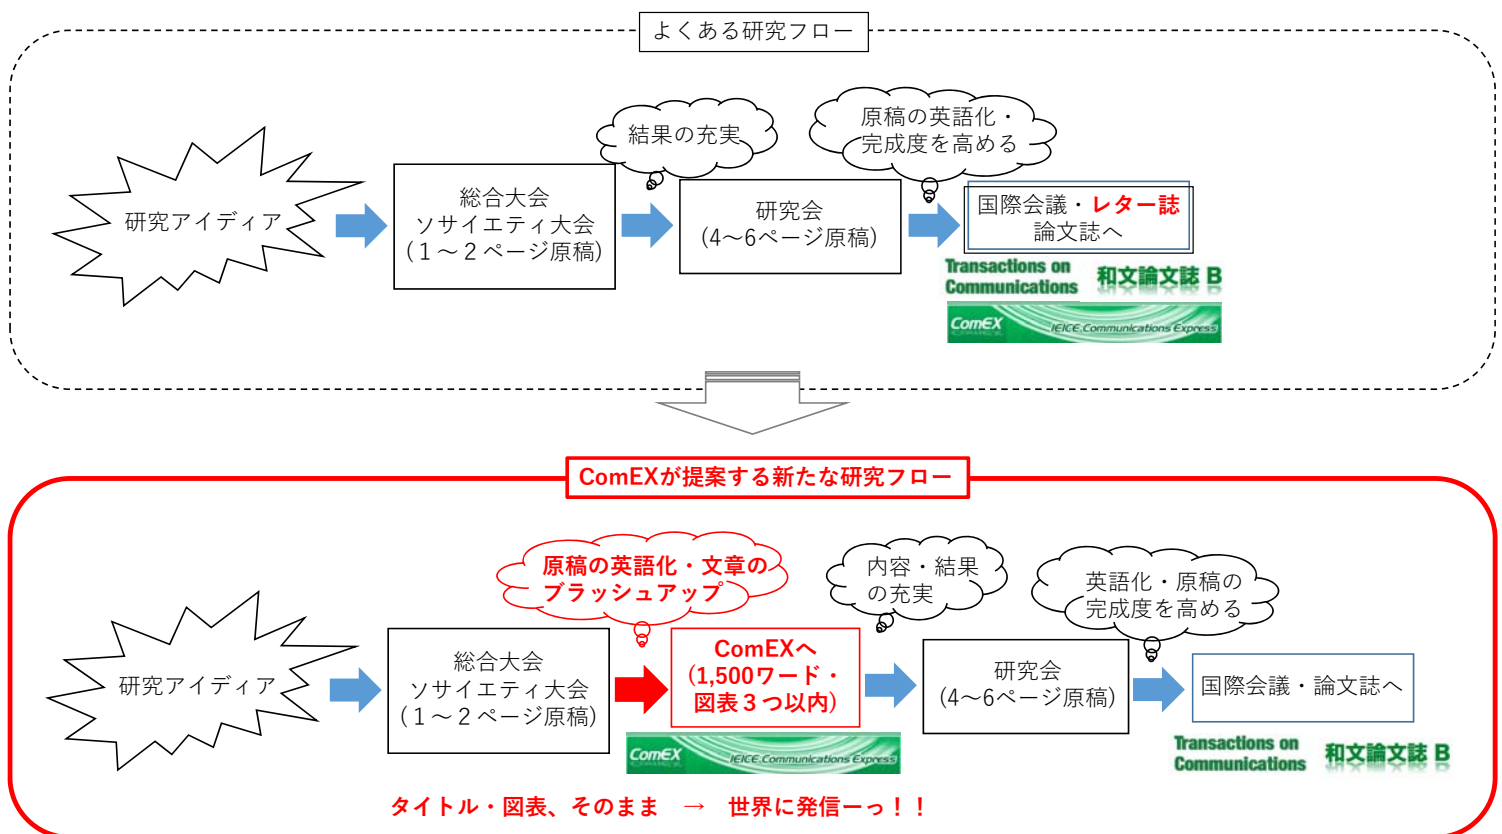 よくある研究フロー
研究アイディア
総合大会
ソサイエティ大会
(１～２ページ原稿)
結果の充実
研究会
(4～6ページ原稿)
原稿の英語化・
完成度を高める
国際会議・レター誌
論文誌へ
Transactions on
Communications
和文論文誌 B
ComEX
IEICE Communications Express
ComEXが提案する新たな研究フロー
研究アイディア
総合大会
ソサイエティ大会
(１～２ページ原稿)
原稿の英語化・文章の
ブラッシュアップ
ComEXへ
(1,500ワード・
図表３つ以内)
ComEX
IEICE Communications Express
内容・結果
の充実
研究会
(4～6ページ原稿)
英語化・原稿の
完成度を高める
国際会議・論文誌へ
Transactions on
Communications
和文論文誌 B
タイトル・図表、そのまま　→　世界に発信ーっ！！